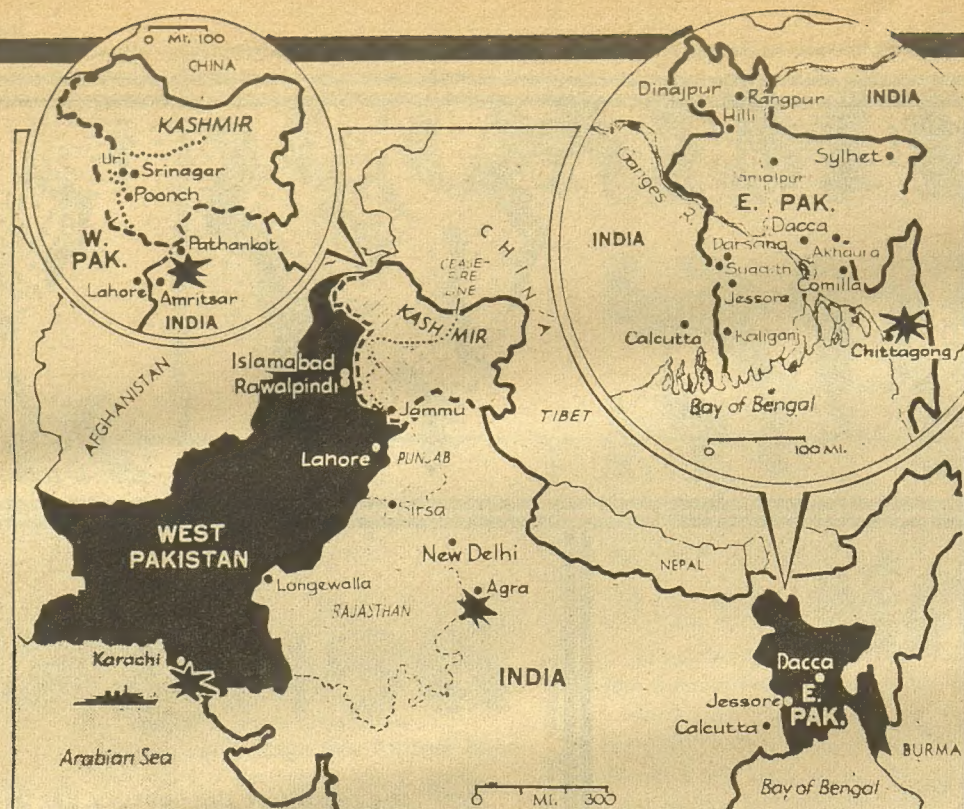 0 MI. 100
CHINA
KASHMIR
Uri
Srinagar
Poonch
W.
PAK.
Pathankot
Lahore
Amritsar
INDIA
Dinajpur
Rangpur
INDIA
Hilli
Sylhet
Ganges R.
Jamalpur
E. PAK.
INDIA
Dacca
Darsana
Akhaura
Comilla
Jessore
Calcutta
Kaliganj
Chittagong
Bay of Bengal
0 100 MI.
CHINA
CEASE-
FIRE
LINE
KASHMIR
Islamabad
Rawalpindi
AFGHANISTAN
Jammu
TIBET
Lahore
PUNJAB
Sirsa
WEST
PAKISTAN
New Delhi
NEPAL
Longewalla
Agra
RAJASTHAN
Karachi
INDIA
Dacca
Jessore
E.
PAK.
Calcutta
BURMA
Arabian Sea
0 MI. 300
Bay of Bengal